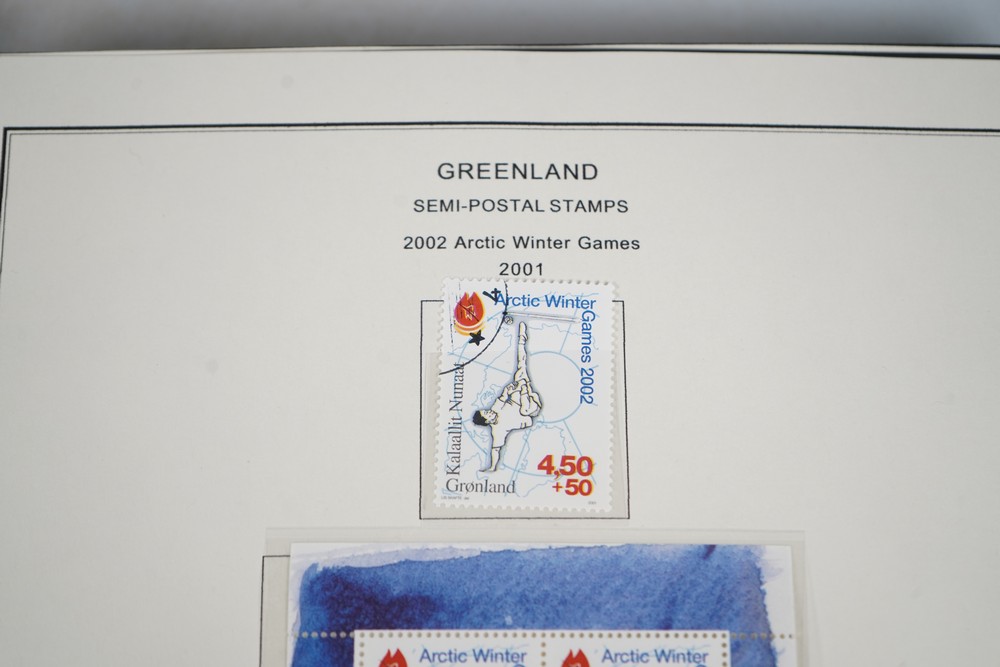 GREENLAND
SEMI-POSTAL STAMPS
2002 Arctic Winter Games
2001
Arctic Winter
Games 2002
Kalaallit Nunaat
Grønland
4,50
+50
Arctic Winter
Arctic Winter